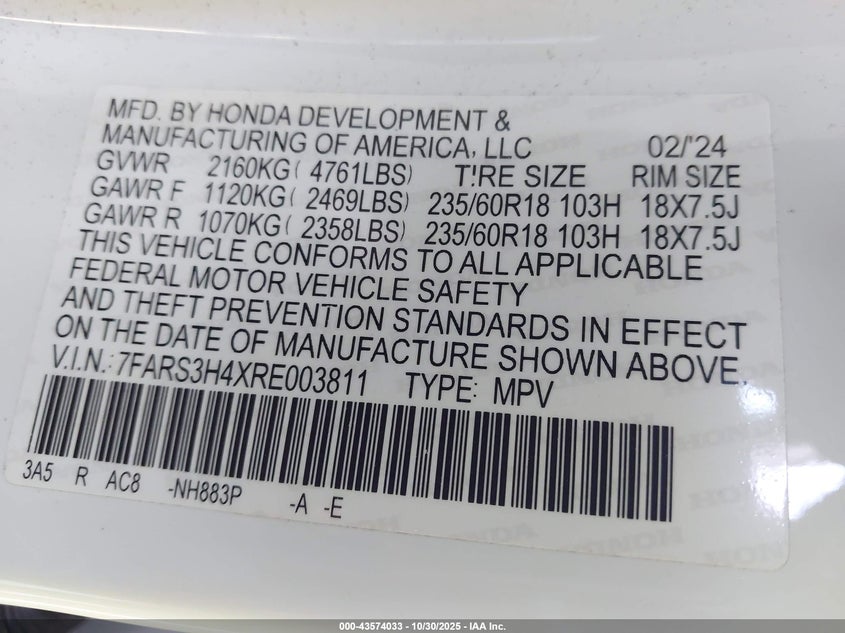 MFD. BY HONDA DEVELOPMENT &
MANUFACTURING OF AMERICA, LLC 02/'24
GVWR 2160KG( 4761LBS) TIRE SIZE RIM SIZE
GAWR F 1120KG( 2469LBS) 235/60R18 103H 18X7.5J
GAWR R 1070KG( 2358LBS) 235/60R18 103H 18X7.5J
THIS VEHICLE CONFORMS TO ALL APPLICABLE
FEDERAL MOTOR VEHICLE SAFETY
AND THEFT PREVENTION STANDARDS IN EFFECT
ON THE DATE OF MANUFACTURE SHOWN ABOVE.
V.I.N.: 7FARS3H4XRE003811 TYPE: MPV
3A5 R AC8 -NH883P -A -E
000-43574033 - 10/30/2025 - IAA Inc.